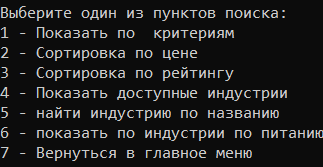 Выберите один из пунктов поиска:
1 - Показать по  критериям
2 - Сортировка по цене
3 - Сортировка по рейтингу
4 - Показать доступные индустрии
5 - найти индустрию по названию
6 - показать по индустрии по питанию
7 - Вернуться в главное меню